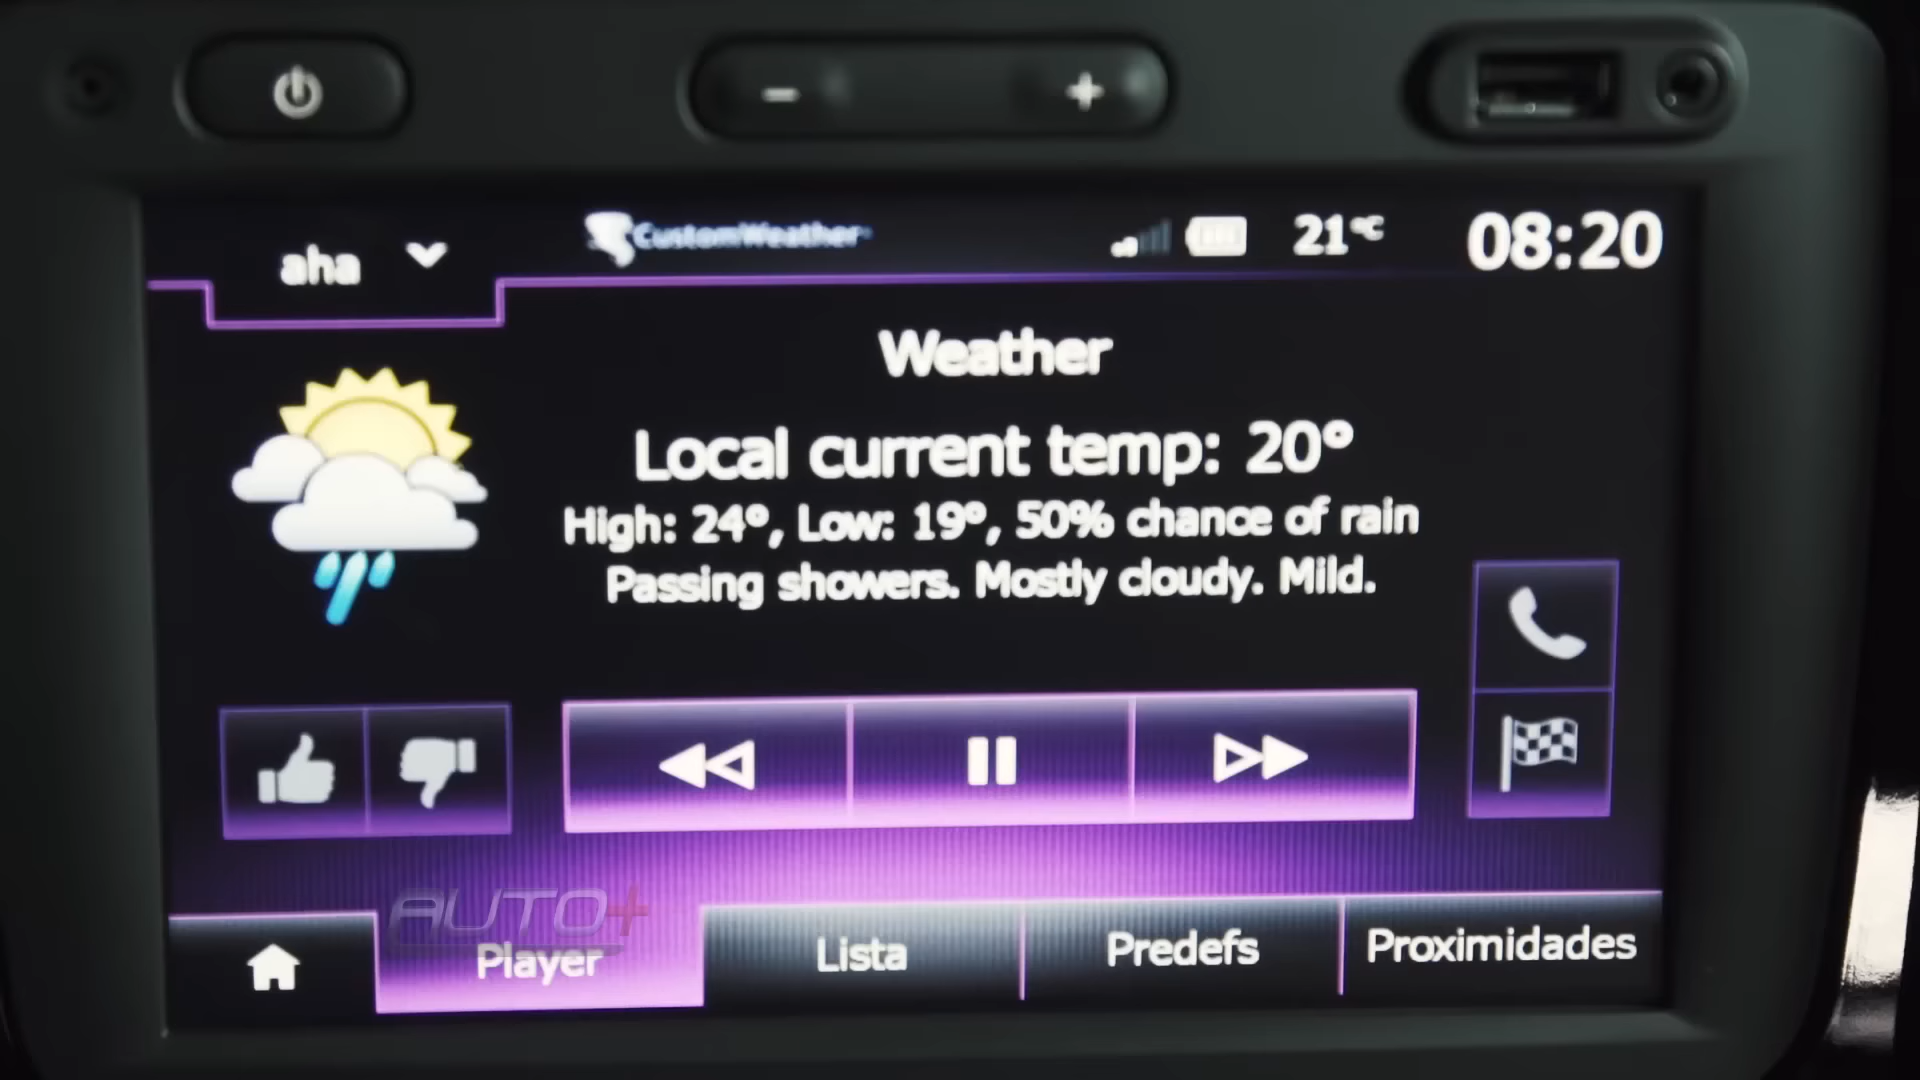 aha
CustomWeather
21°C
08:20
Weather
Local current temp: 20°
High: 24°, Low: 19°, 50% chance of rain
Passing showers. Mostly cloudy. Mild.
AUTO+
Player
Lista
Predefs
Proximidades